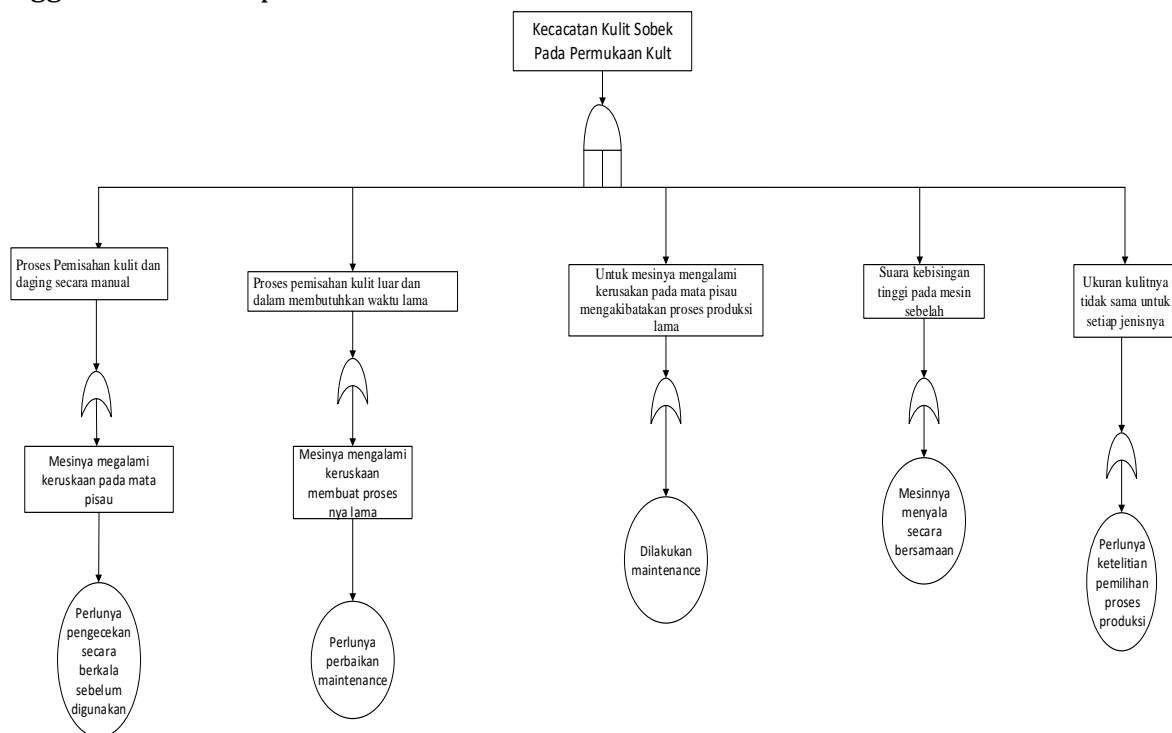 Kecacatan Kulit Sobek
Pada Permukaan Kult
Proses Pemisahan kulit dan
daging secara manual
Proses pemisahan kulit luar dan
dalam membutuhkan waktu lama
Untuk mesinya mengalami
kerusakan pada mata pisau
mengakibatakan proses produksi
lama
Suara kebisingan
tinggi pada mesin
sebelah
Ukuran kulitnya
tidak sama untuk
setiap jenisnya
Mesinya megalami
keruskaan pada mata
pisau
Mesinya mengalami
keruskaan
membuat proses
nya lama
Dilakukan
maintenance
Mesinnya
menyala
secara
bersamaan
Perlunya
ketelitian
pemilihan
proses
produksi
Perlunya
pengecekan
secara
berkala
sebelum
digunakan
Perlunya
perbaikan
maintenance